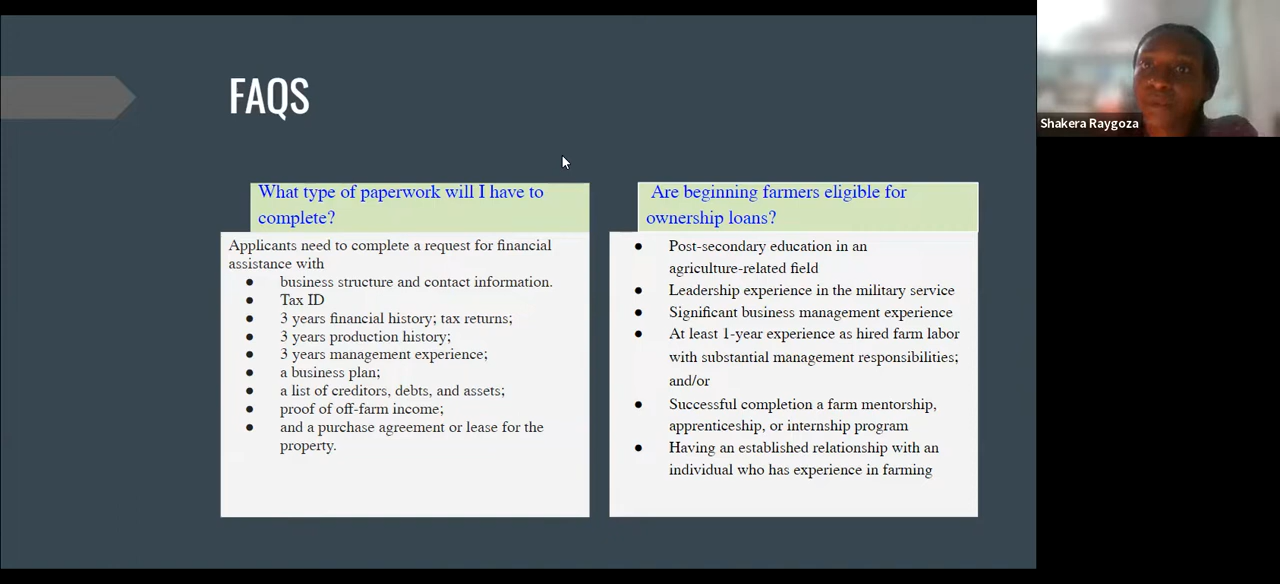 FAQS
What type of paperwork will I have to
complete?
Applicants need to complete a request for financial
assistance with
● business structure and contact information.
● Tax ID
● 3 years financial history; tax returns;
● 3 years production history;
● 3 years management experience;
● a business plan;
● a list of creditors, debts, and assets;
● proof of off-farm income;
● and a purchase agreement or lease for the
property.
Are beginning farmers eligible for
ownership loans?
● Post-secondary education in an
agriculture-related field
● Leadership experience in the military service
● Significant business management experience
● At least 1-year experience as hired farm labor
with substantial management responsibilities;
and/or
● Successful completion a farm mentorship,
apprenticeship, or internship program
● Having an established relationship with an
individual who has experience in farming
Shakera Raygoza